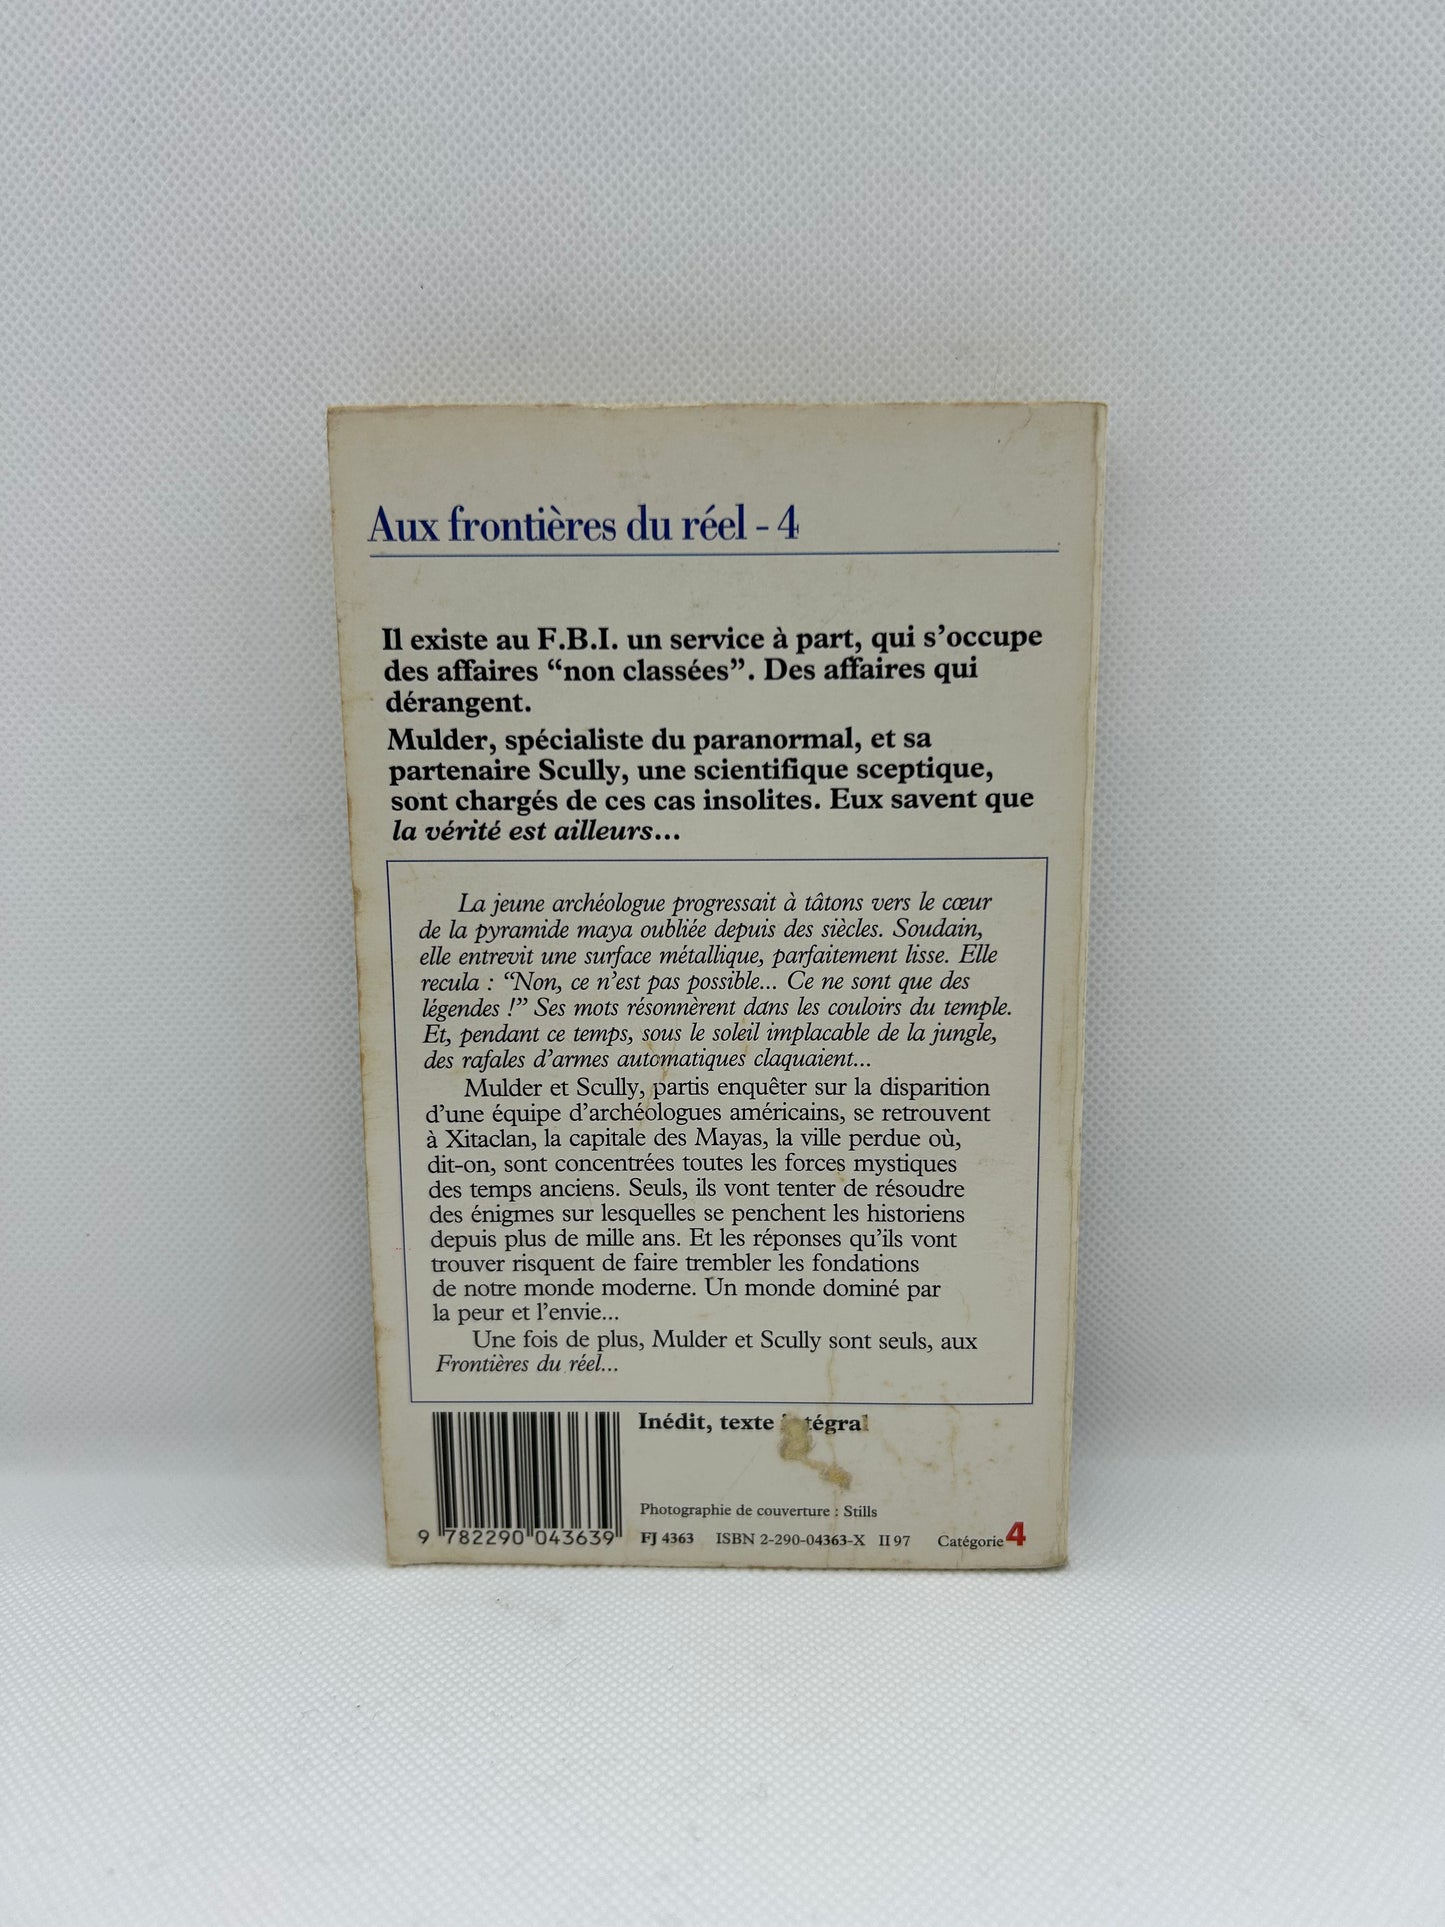 Aux frontières du réel - 4
Il existe au F.B.I. un service à part, qui s'occupe
des affaires “non classées”. Des affaires qui
dérangent.
Mulder, spécialiste du paranormal, et sa
partenaire Scully, une scientifique sceptique,
sont chargés de ces cas insolites. Eux savent que
la vérité est ailleurs...
La jeune archéologue progressait à tâtons vers le cœur
de la pyramide maya oubliée depuis des siècles. Soudain,
elle entrevit une surface métallique, parfaitement lisse. Elle
recula : “Non, ce n'est pas possible... Ce ne sont que des
légendes !” Ses mots résonnèrent dans les couloirs du temple.
Et, pendant ce temps, sous le soleil implacable de la jungle,
des rafales d'armes automatiques claquaient...
Mulder et Scully, partis enquêter sur la disparition
d'une équipe d'archéologues américains, se retrouvent
à Xitaclan, la capitale des Mayas, la ville perdue où,
dit-on, sont concentrées toutes les forces mystiques
des temps anciens. Seuls, ils vont tenter de résoudre
des énigmes sur lesquelles se penchent les historiens
depuis plus de mille ans. Et les réponses qu'ils vont
trouver risquent de faire trembler les fondations
de notre monde moderne. Un monde dominé par
la peur et l'envie...
Une fois de plus, Mulder et Scully sont seuls, aux
Frontières du réel...
Inédit, texte intégral
Photographie de couverture : Stills
9 782290 043639 FJ 4363 ISBN 2-290-04363-X II 97 Catégorie 4